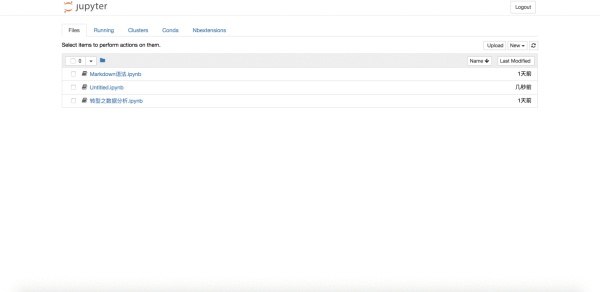 jupyter
Logout
Files Running Clusters Conda Nbextensions
Select items to perform actions on them.
Upload New
0 Name Last Modified
Markdown语法.ipynb 1天前
Untitled.ipynb 几秒前
转型之数据分析.ipynb 1天前